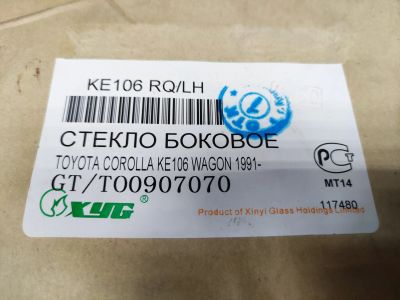 KE106 RQ/LH
СТЕКЛО БОКОВОЕ
TOYOTA COROLLA KE106 WAGON 1991-
GT/T00907070
МТ14
117480
XYG
Product of Xinyi Glass Holdings Limited